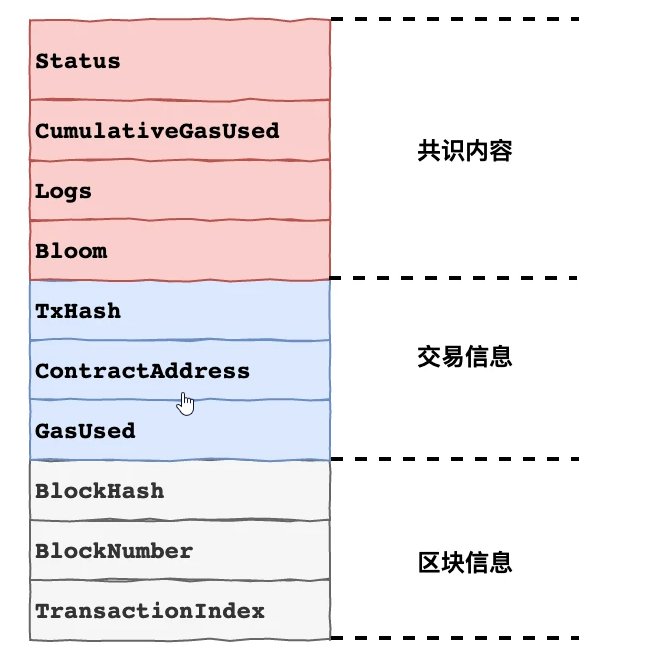 Status
CumulativeGasUsed
Logs
Bloom
共识内容
TxHash
ContractAddress
GasUsed
交易信息
BlockHash
BlockNumber
TransactionIndex
区块信息